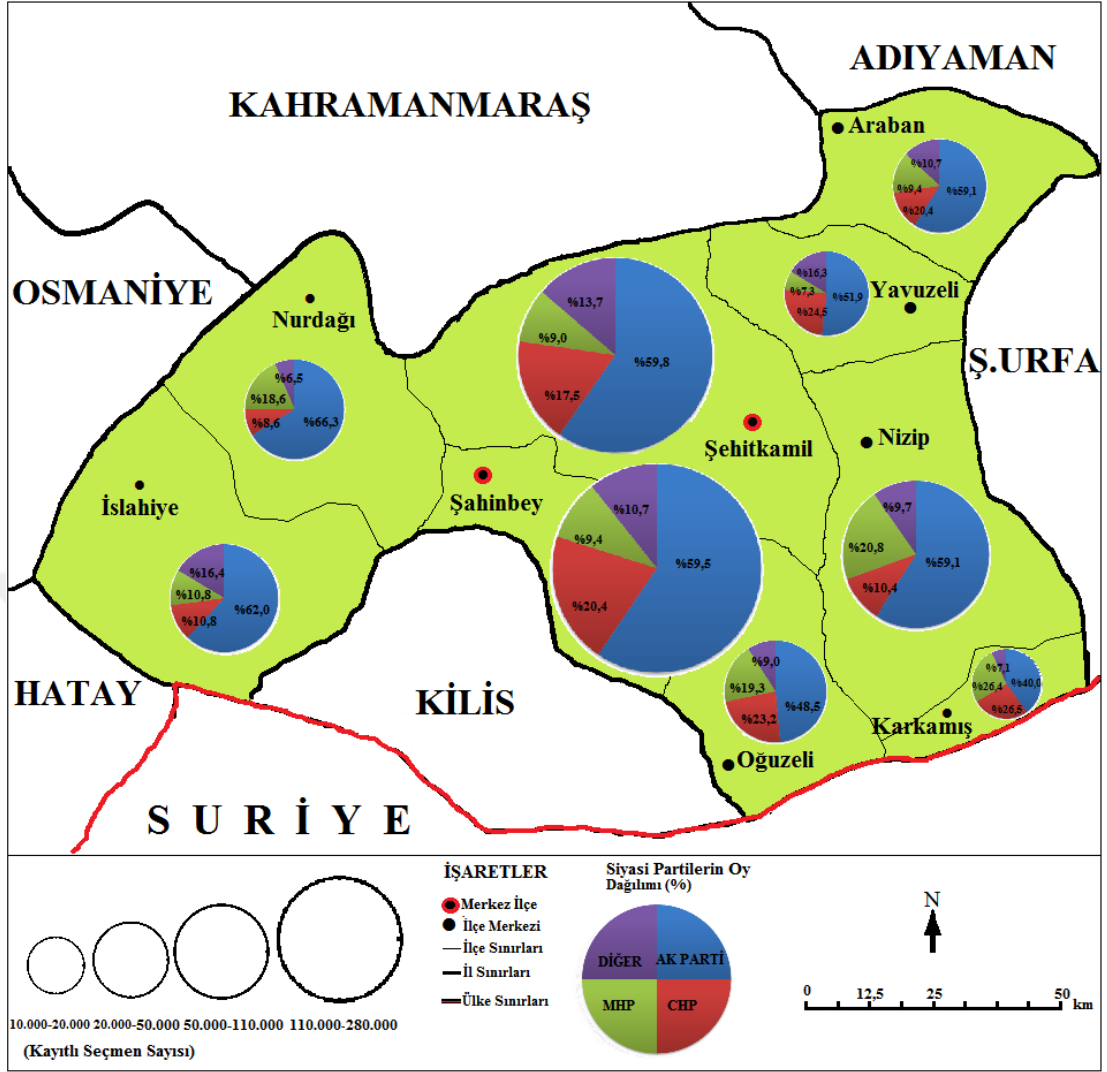 ADIYAMAN
KAHRAMANMARAŞ
Araban
%10,7
%59,1
%9,4
%20,4
OSMANİYE
Nurdağı
%13,7
%9,0
%59,8
%17,5
%16,3
%7,3
%51,9
%24,5
Yavuzeli
Ş.URFA
%6,5
%18,6
%66,3
%8,6
Şehitkamil
Nizip
İslahiye
Şahinbey
%10,7
%9,4
%59,5
%20,4
%9,7
%20,8
%59,1
%10,4
%16,4
%10,8
%62,0
%10,8
HATAY
KİLİS
%9,0
%19,3
%48,5
%23,2
%7,1
%26,4
%40,0
%26,5
Karkamış
Oğuzeli
SURİYE
10.000-20.000 20.000-50.000 50.000-110.000 110.000-280.000
(Kayıtlı Seçmen Sayısı)
İŞARETLER
Merkez İlçe
İlçe Merkezi
İlçe Sınırları
İl Sınırları
Ülke Sınırları
Siyasi Partilerin Oy
Dağılımı (%)
DİĞER
AK PARTİ
MHP
CHP
N
0 12,5 25 50
km